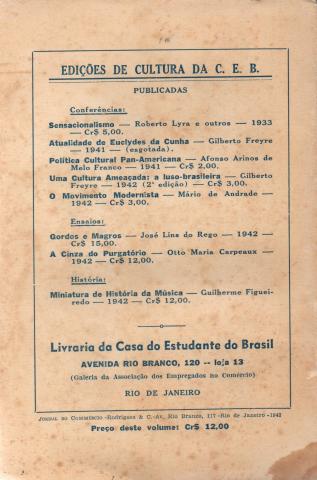 EDIÇÕES DE CULTURA DA C. E. B.
PUBLICADAS
Conferências:
Sensacionalismo — Roberto Lyra e outros — 1933
— Cr$ 5,00.
Atualidade de Euclydes da Cunha — Gilberto Freyre
— 1941 — (esgotada).
Política Cultural Pan-Americana — Afonso Arinos de
Melo Franco — 1941 — Cr$ 2,00.
Uma Cultura Ameaçada: a luso-brasileira — Gilberto
Freyre — 1942 (2ª edição) — Cr$ 3,00.
O Movimento Modernista — Mário de Andrade —
1942 — Cr$ 3,00.
Ensaios:
Gordos e Magros — José Lins do Rego — 1942 —
Cr$ 15,00.
A Cinza do Purgatório — Otto Maria Carpeaux —
1942 — Cr$ 12,00.
História:
Miniatura de História da Música — Guilherme Figuei-
redo — 1942 — Cr$ 12,00.
Livraria da Casa do Estudante do Brasil
AVENIDA RIO BRANCO, 120 -- loja 13
(Galeria da Associação dos Empregados no Comércio)
RIO DE JANEIRO
JORNAL DO COMMERCIO -Rodrigues & C.-Av. Rio Branco, 117 -Rio de Janeiro -1942
Preço deste volume: Cr$ 12,00